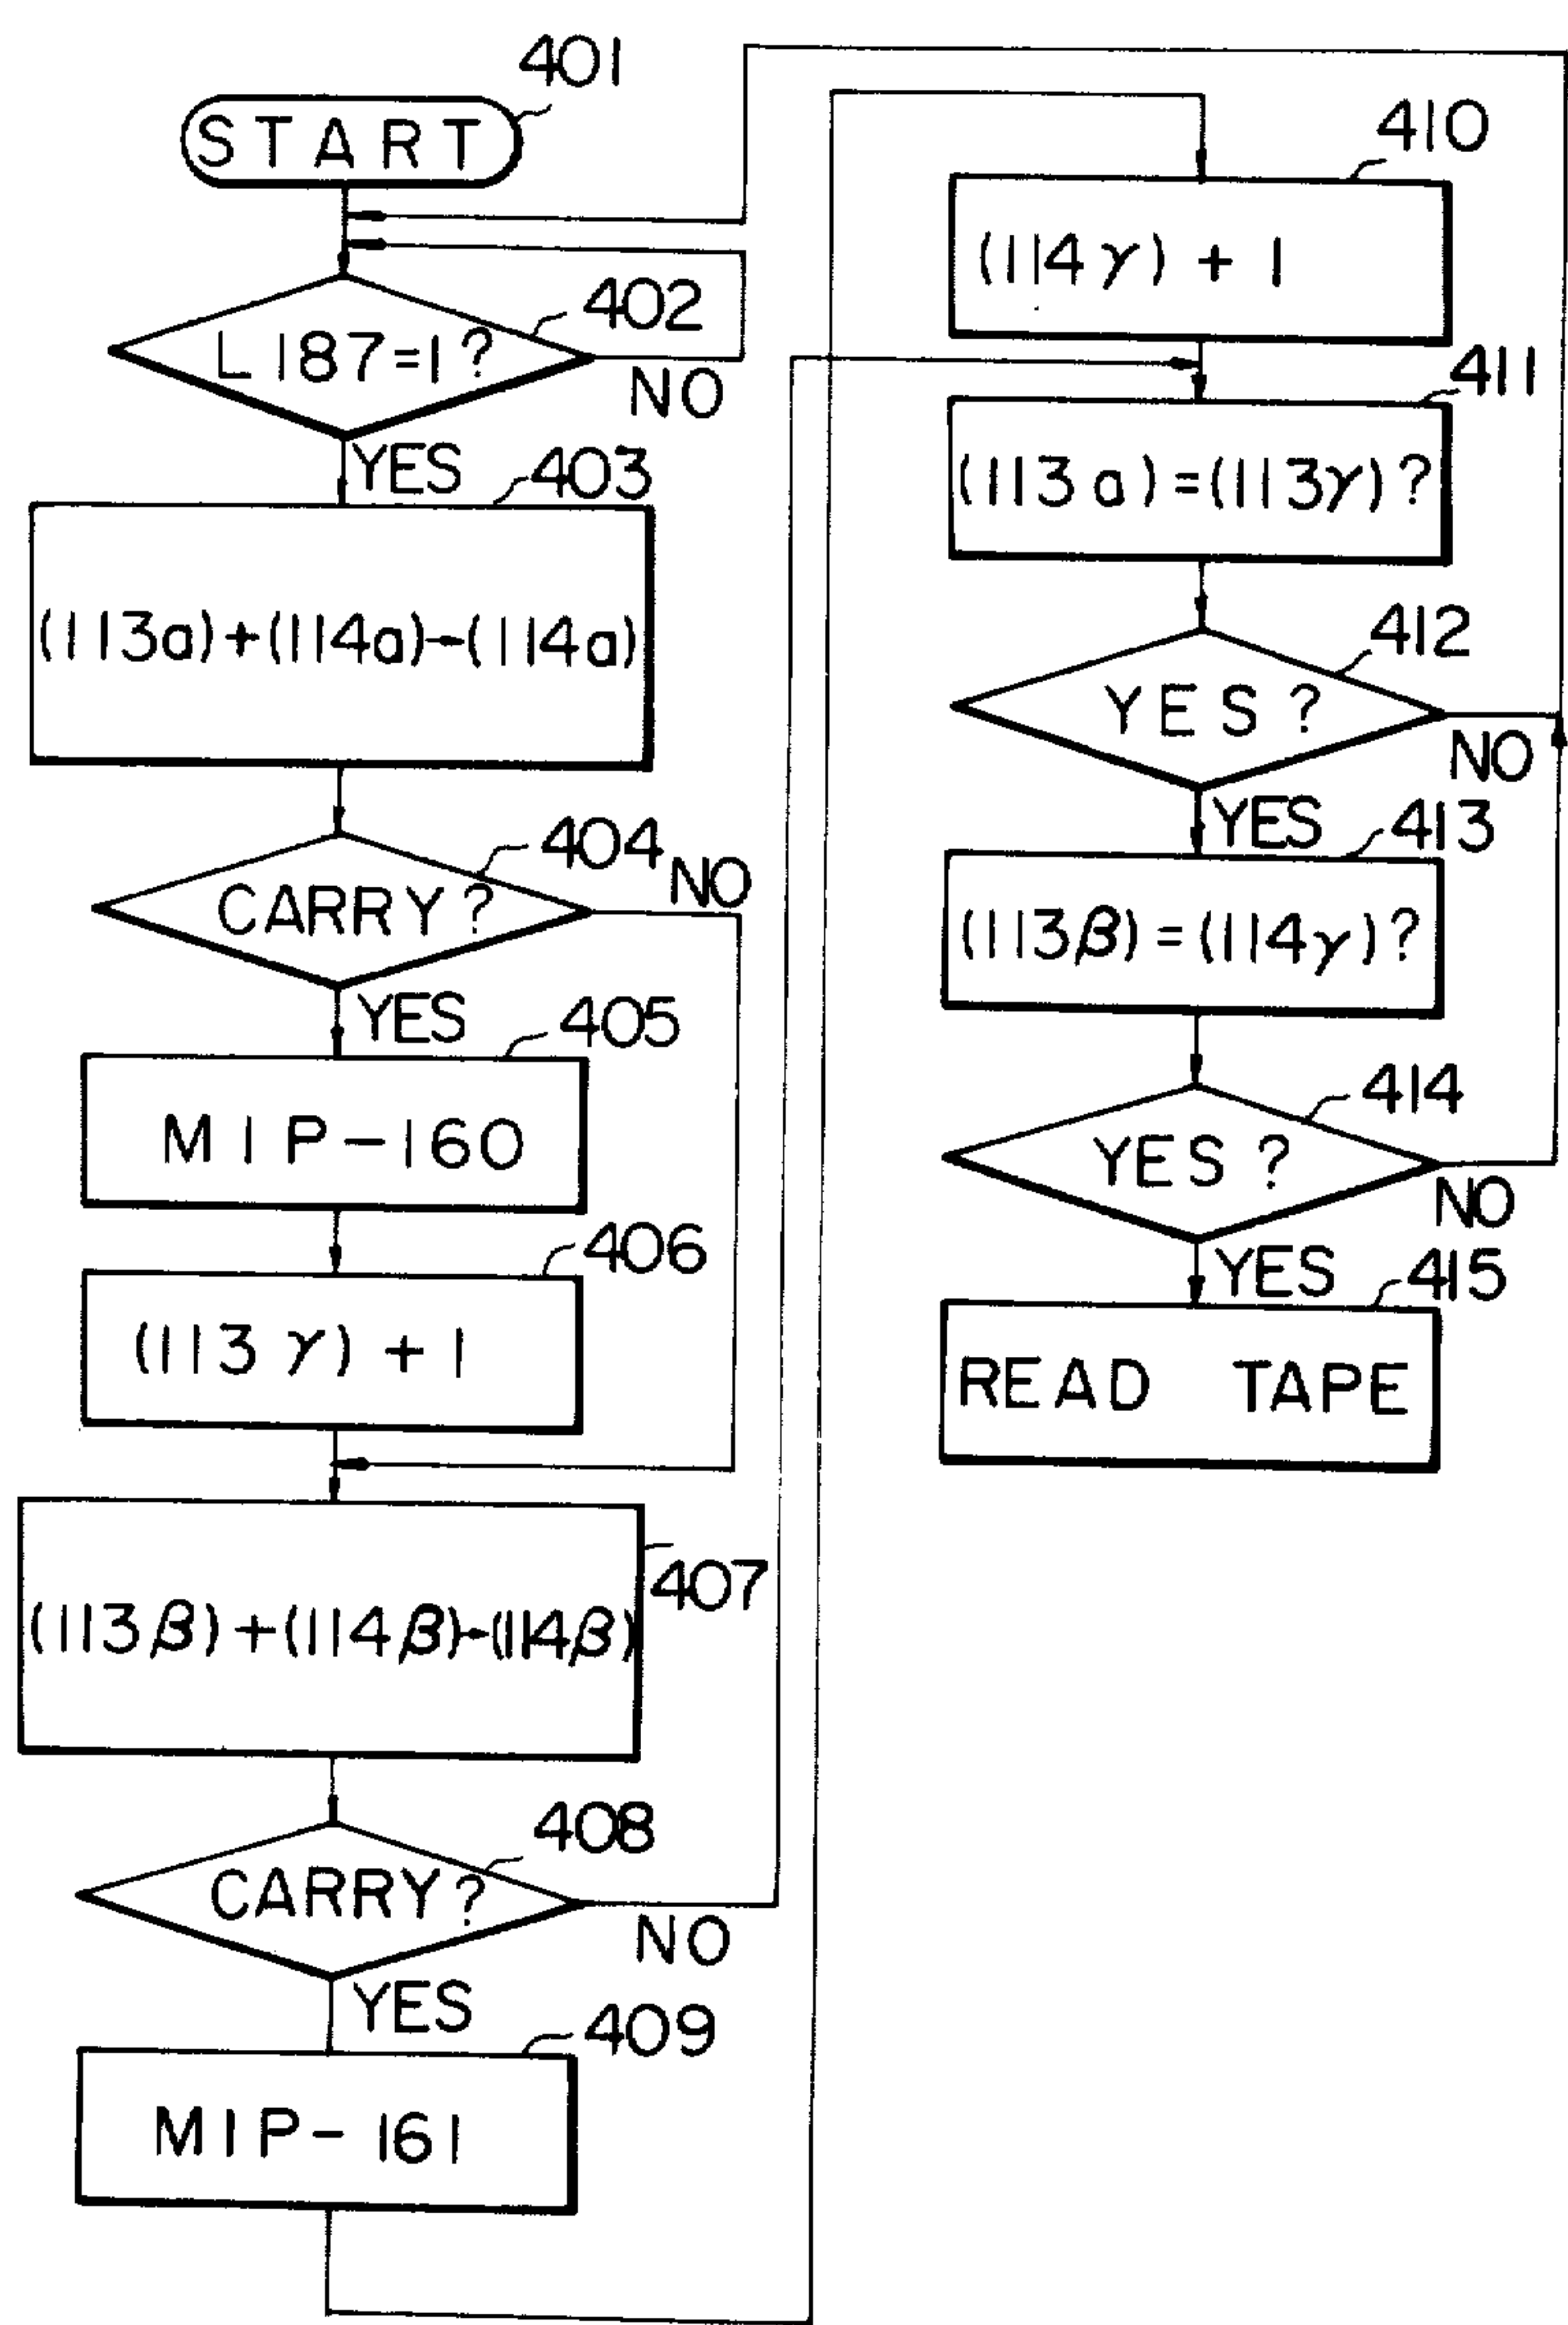 401
START
402
L187=1?
NO
YES
403
(113a)+(114a)→(114a)
404
CARRY?
NO
YES
405
MIP-160
406
(113γ)+1
407
(113β)+(114β)→(114β)
408
CARRY?
NO
YES
409
MIP-161
410
(114γ)+1
411
(113a)=(113γ)?
412
YES?
NO
YES
413
(113β)=(114γ)?
414
YES?
NO
YES
415
READ TAPE